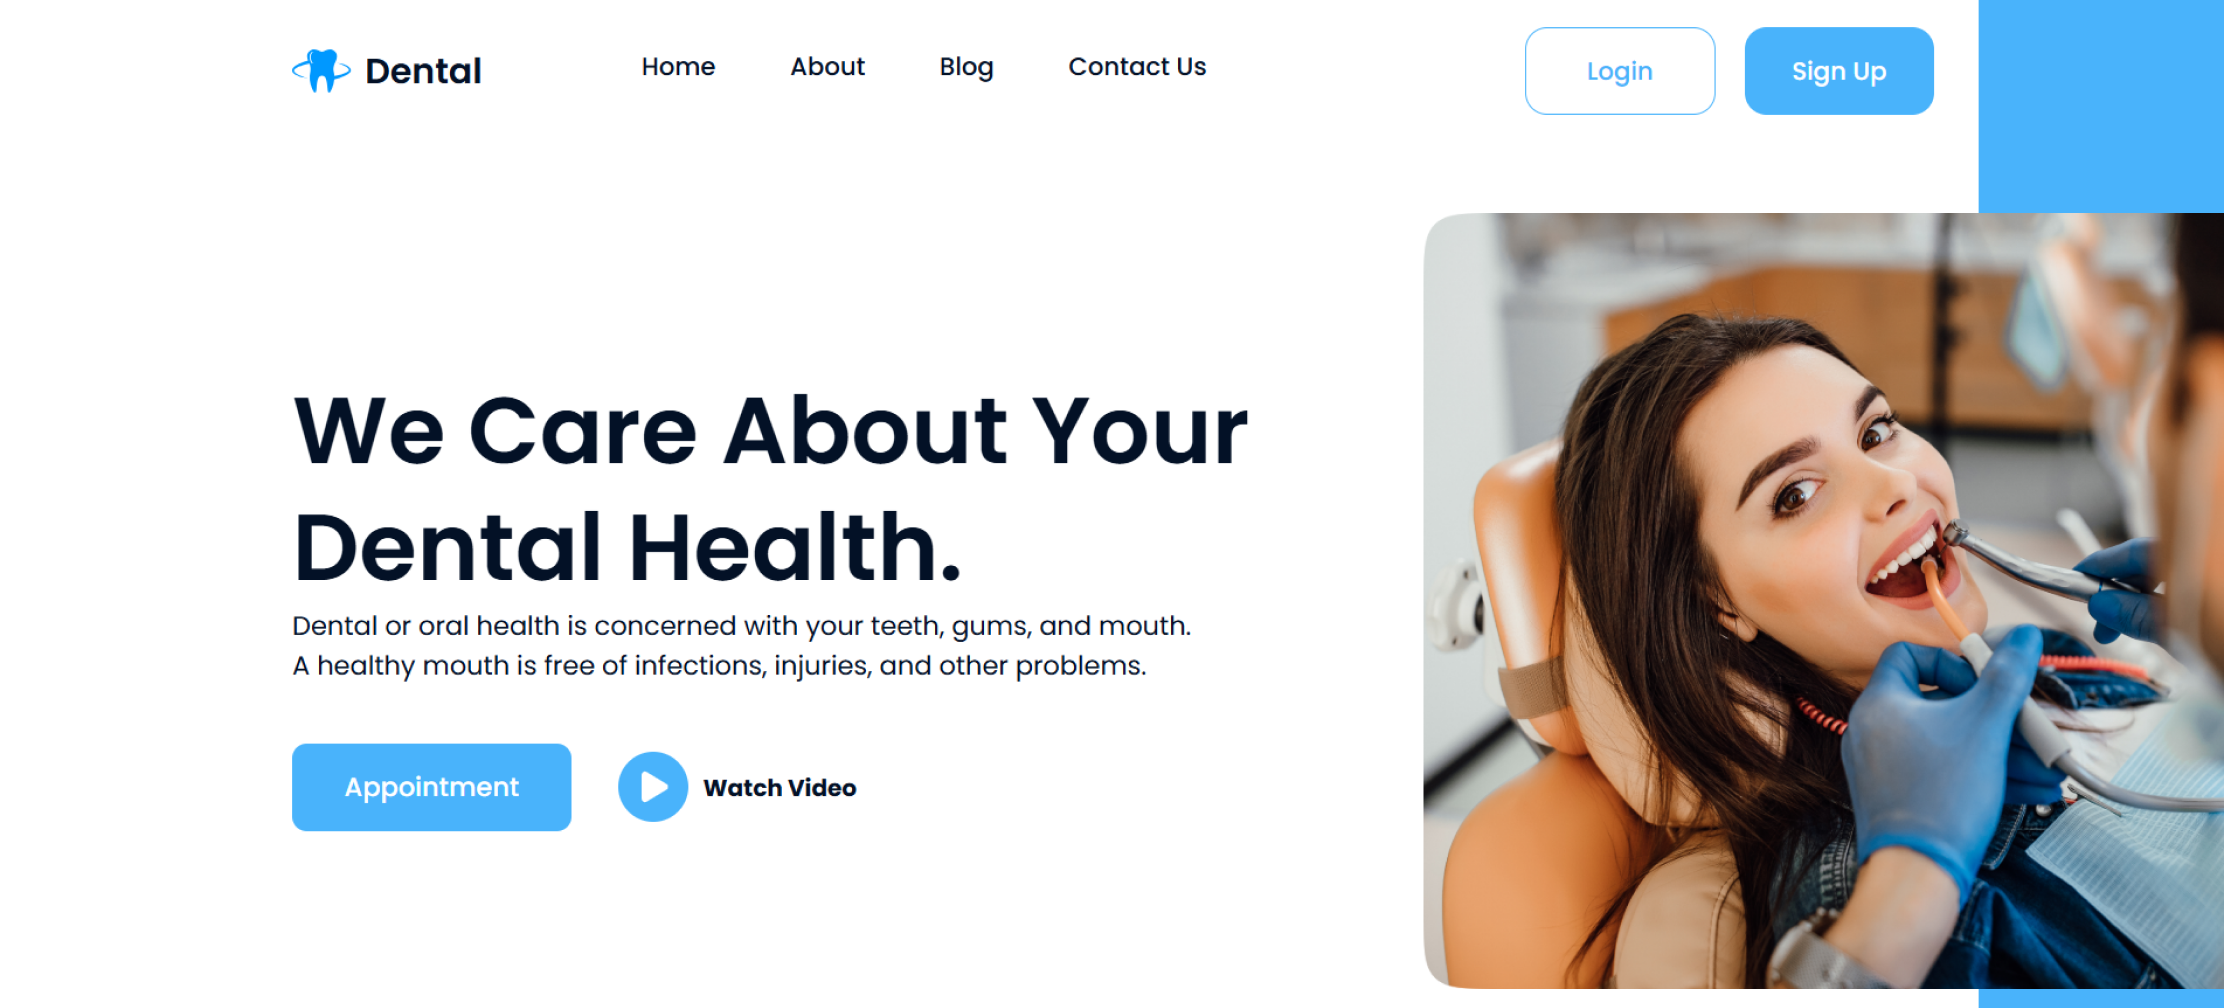 Dental
Home About Blog Contact Us
Login
Sign Up
We Care About Your
Dental Health.
Dental or oral health is concerned with your teeth, gums, and mouth.
A healthy mouth is free of infections, injuries, and other problems.
Appointment
Watch Video